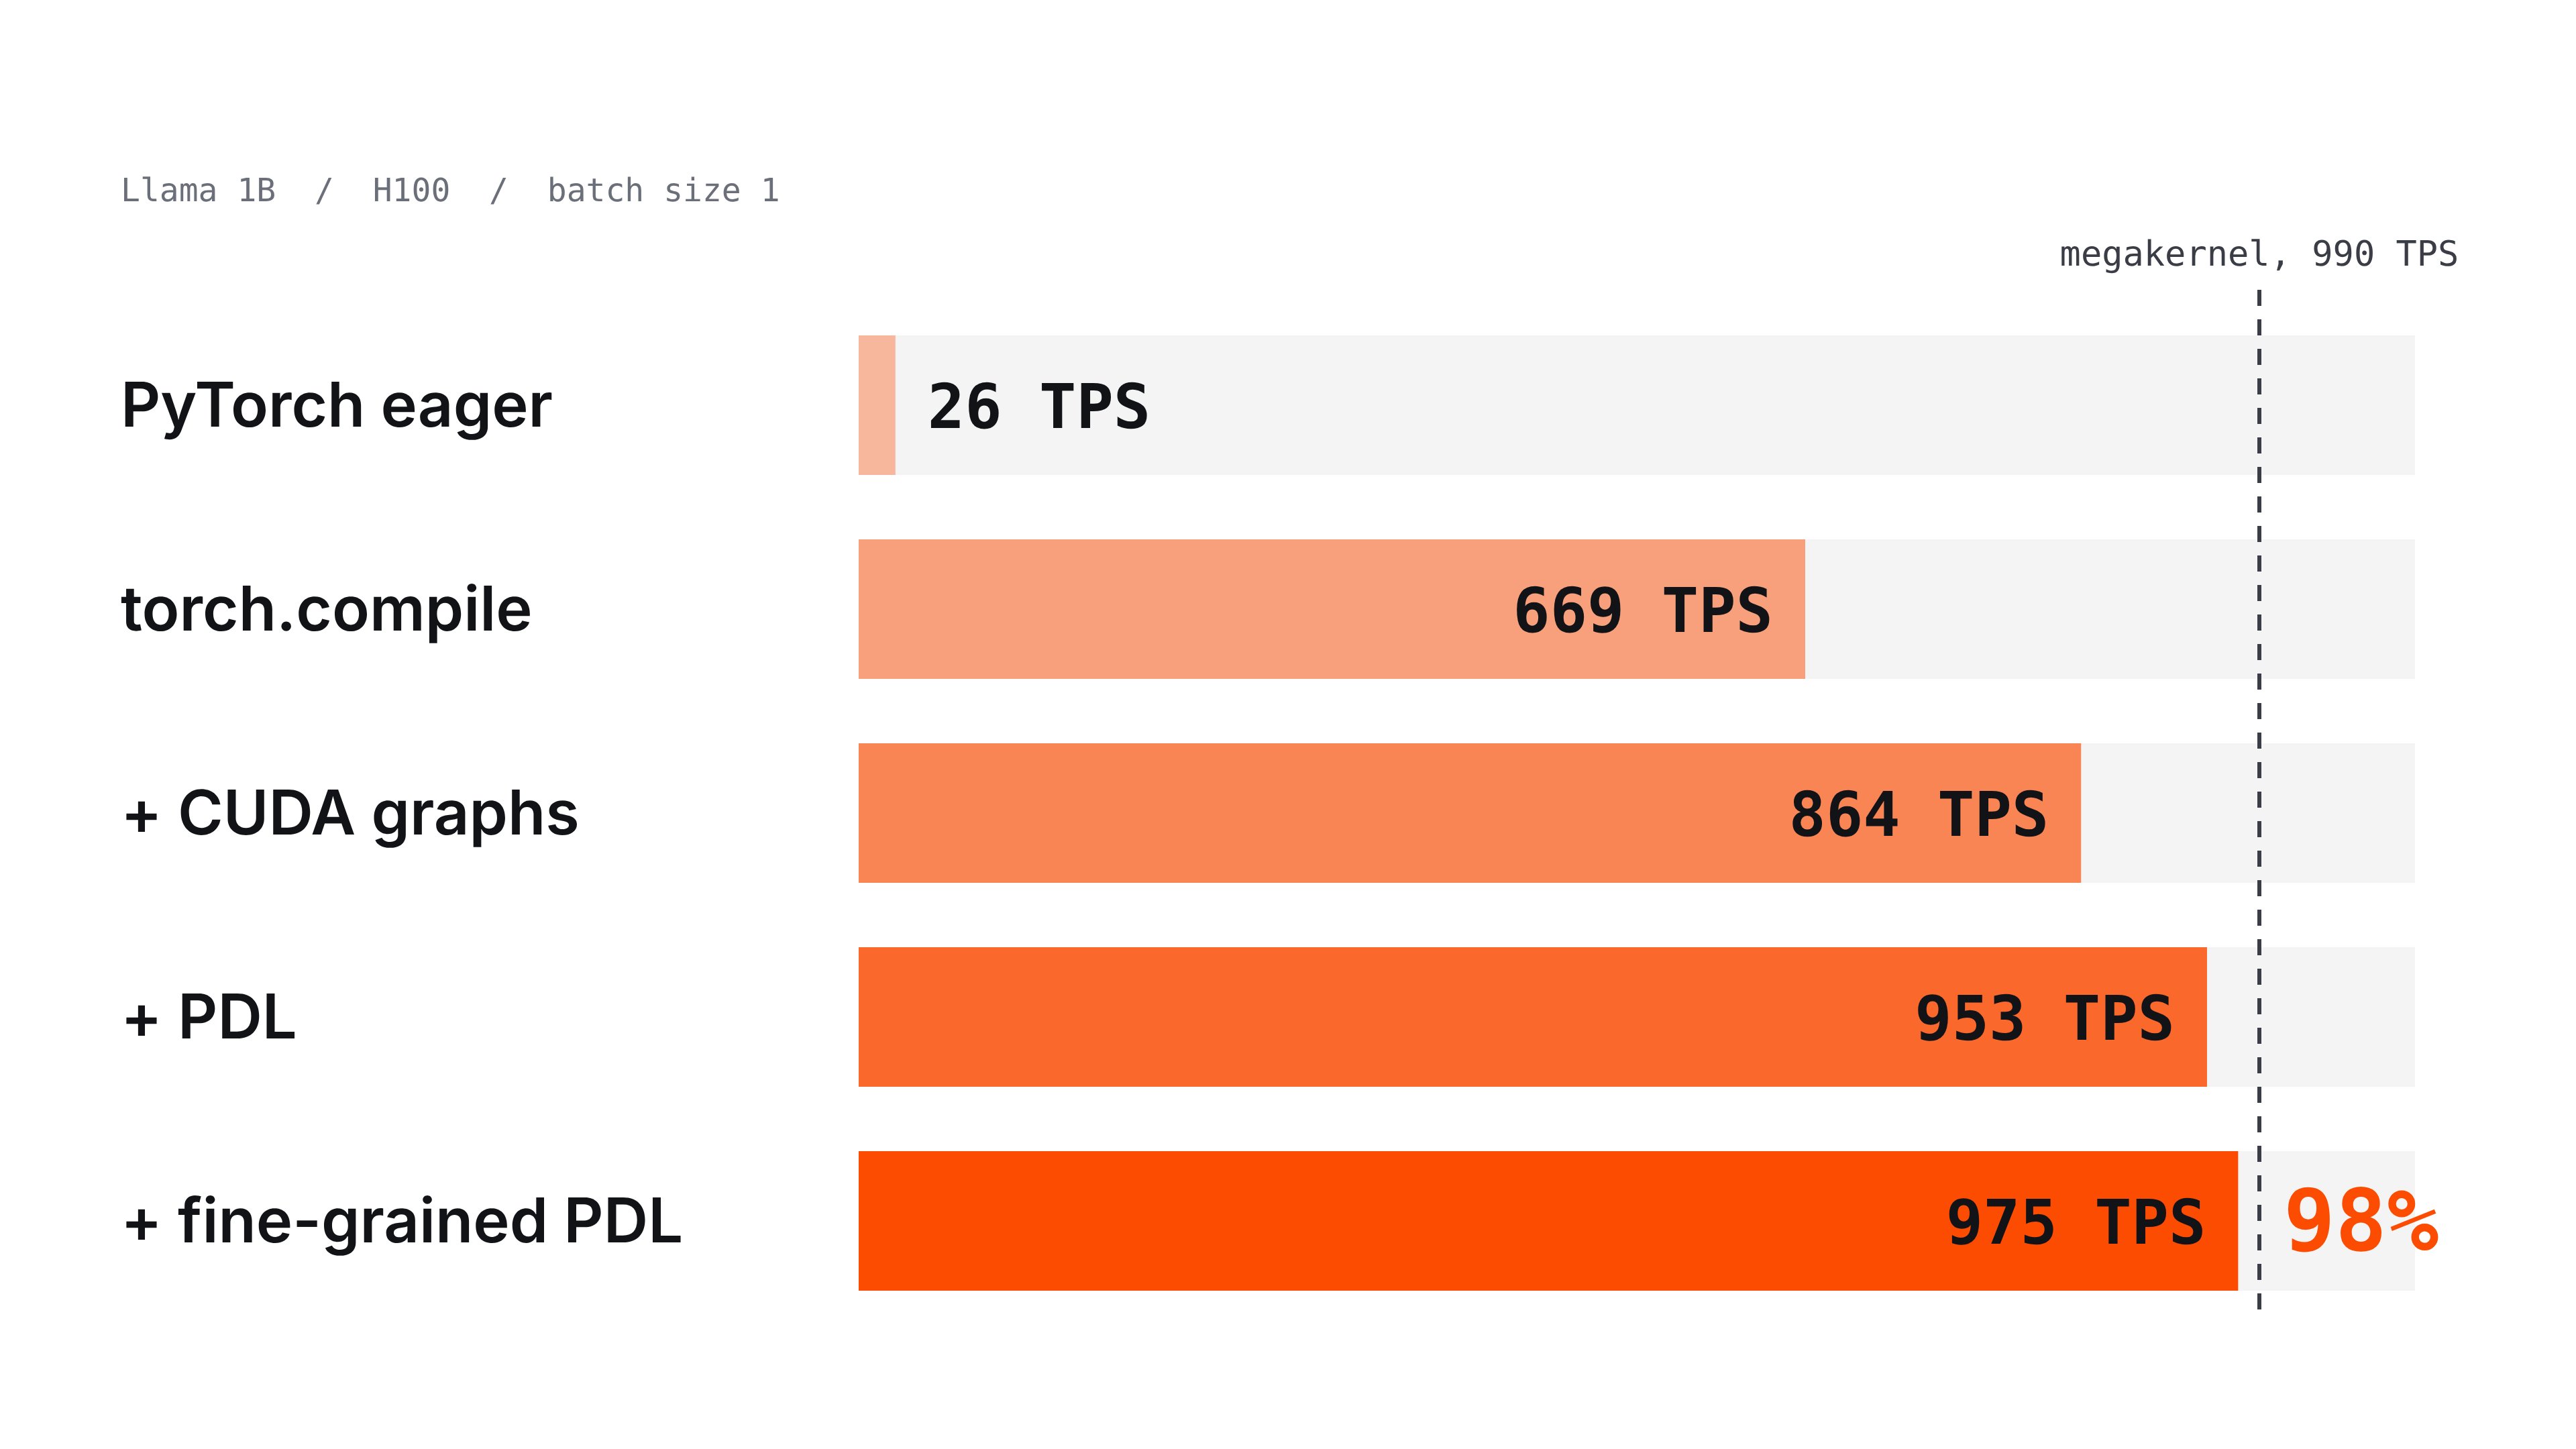 Llama 1B / H100 / batch size 1
megakernel, 990 TPS
PyTorch eager 26 TPS
torch.compile 669 TPS
+ CUDA graphs 864 TPS
+ PDL 953 TPS
+ fine-grained PDL 975 TPS 98%